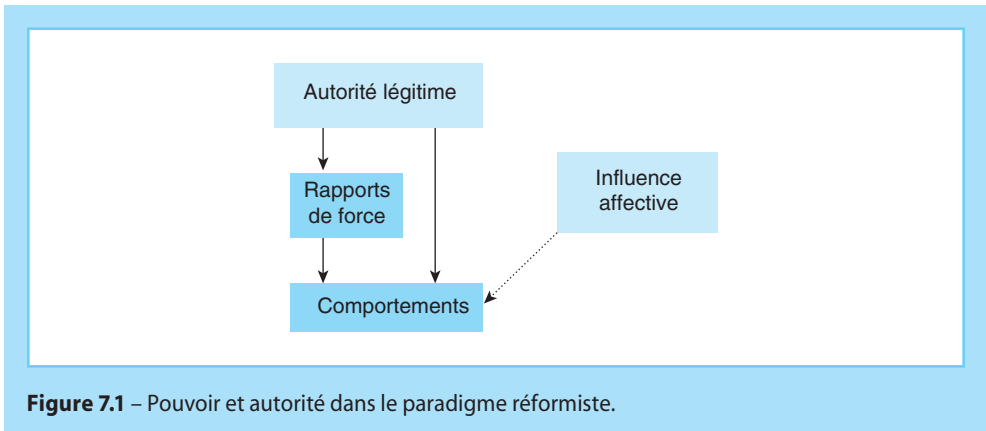 Autorité légitime
Rapports
de force
Influence
affective
Comportements
Figure 7.1 – Pouvoir et autorité dans le paradigme réformiste.